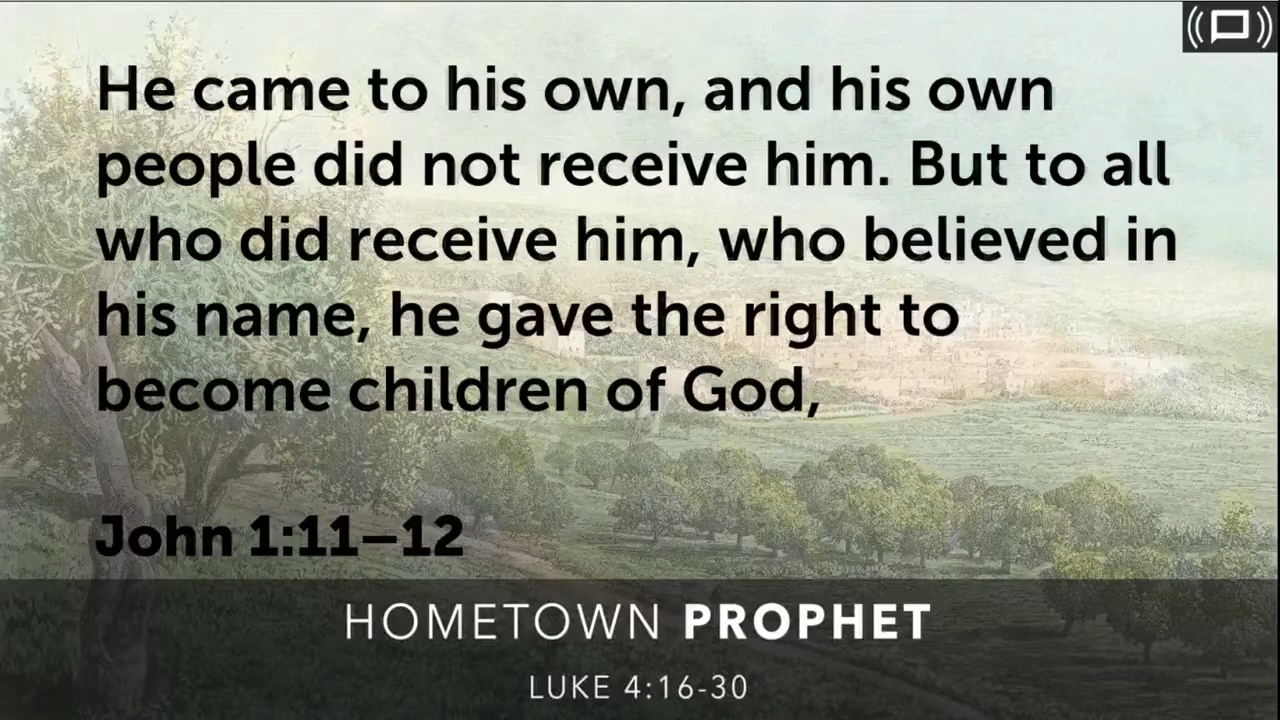 He came to his own, and his own
people did not receive him. But to all
who did receive him, who believed in
his name, he gave the right to
become children of God,
John 1:11–12
HOMETOWN PROPHET
LUKE 4:16-30